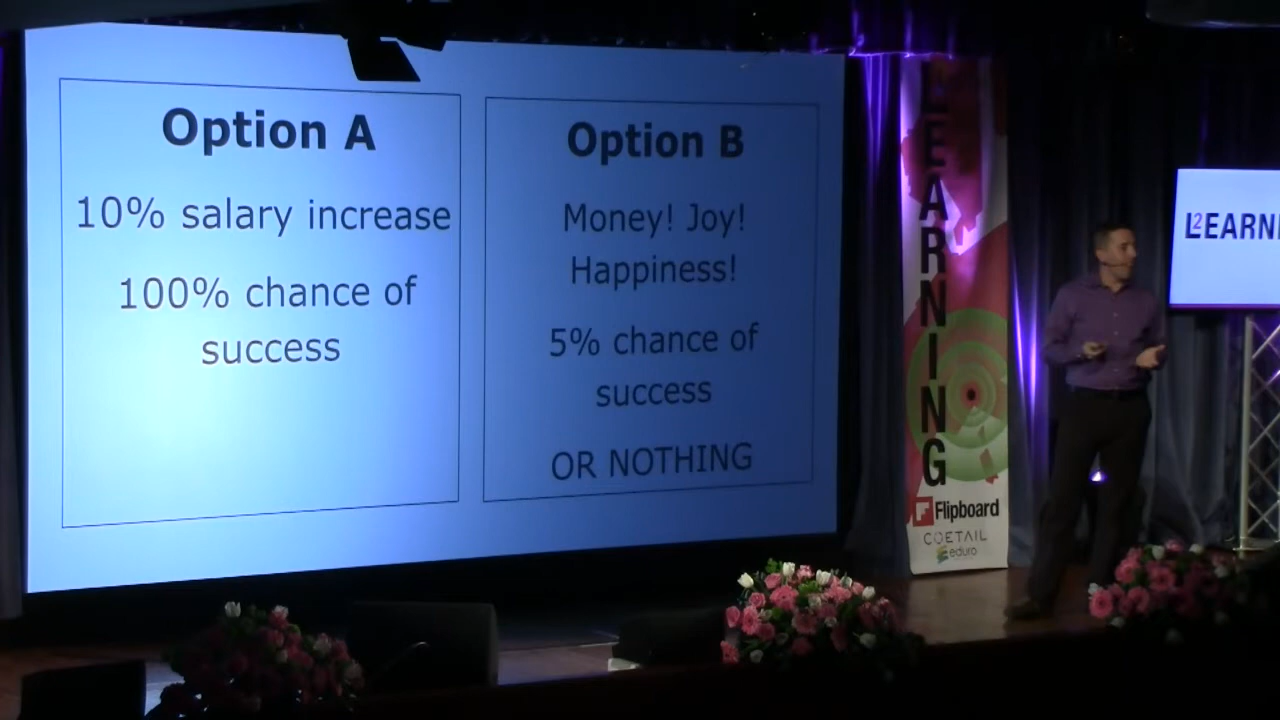 Option A
10% salary increase
100% chance of
success
Option B
Money! Joy!
Happiness!
5% chance of
success
OR NOTHING
LEARNING
Flipboard
COETAIL
eduro
L2EARNI